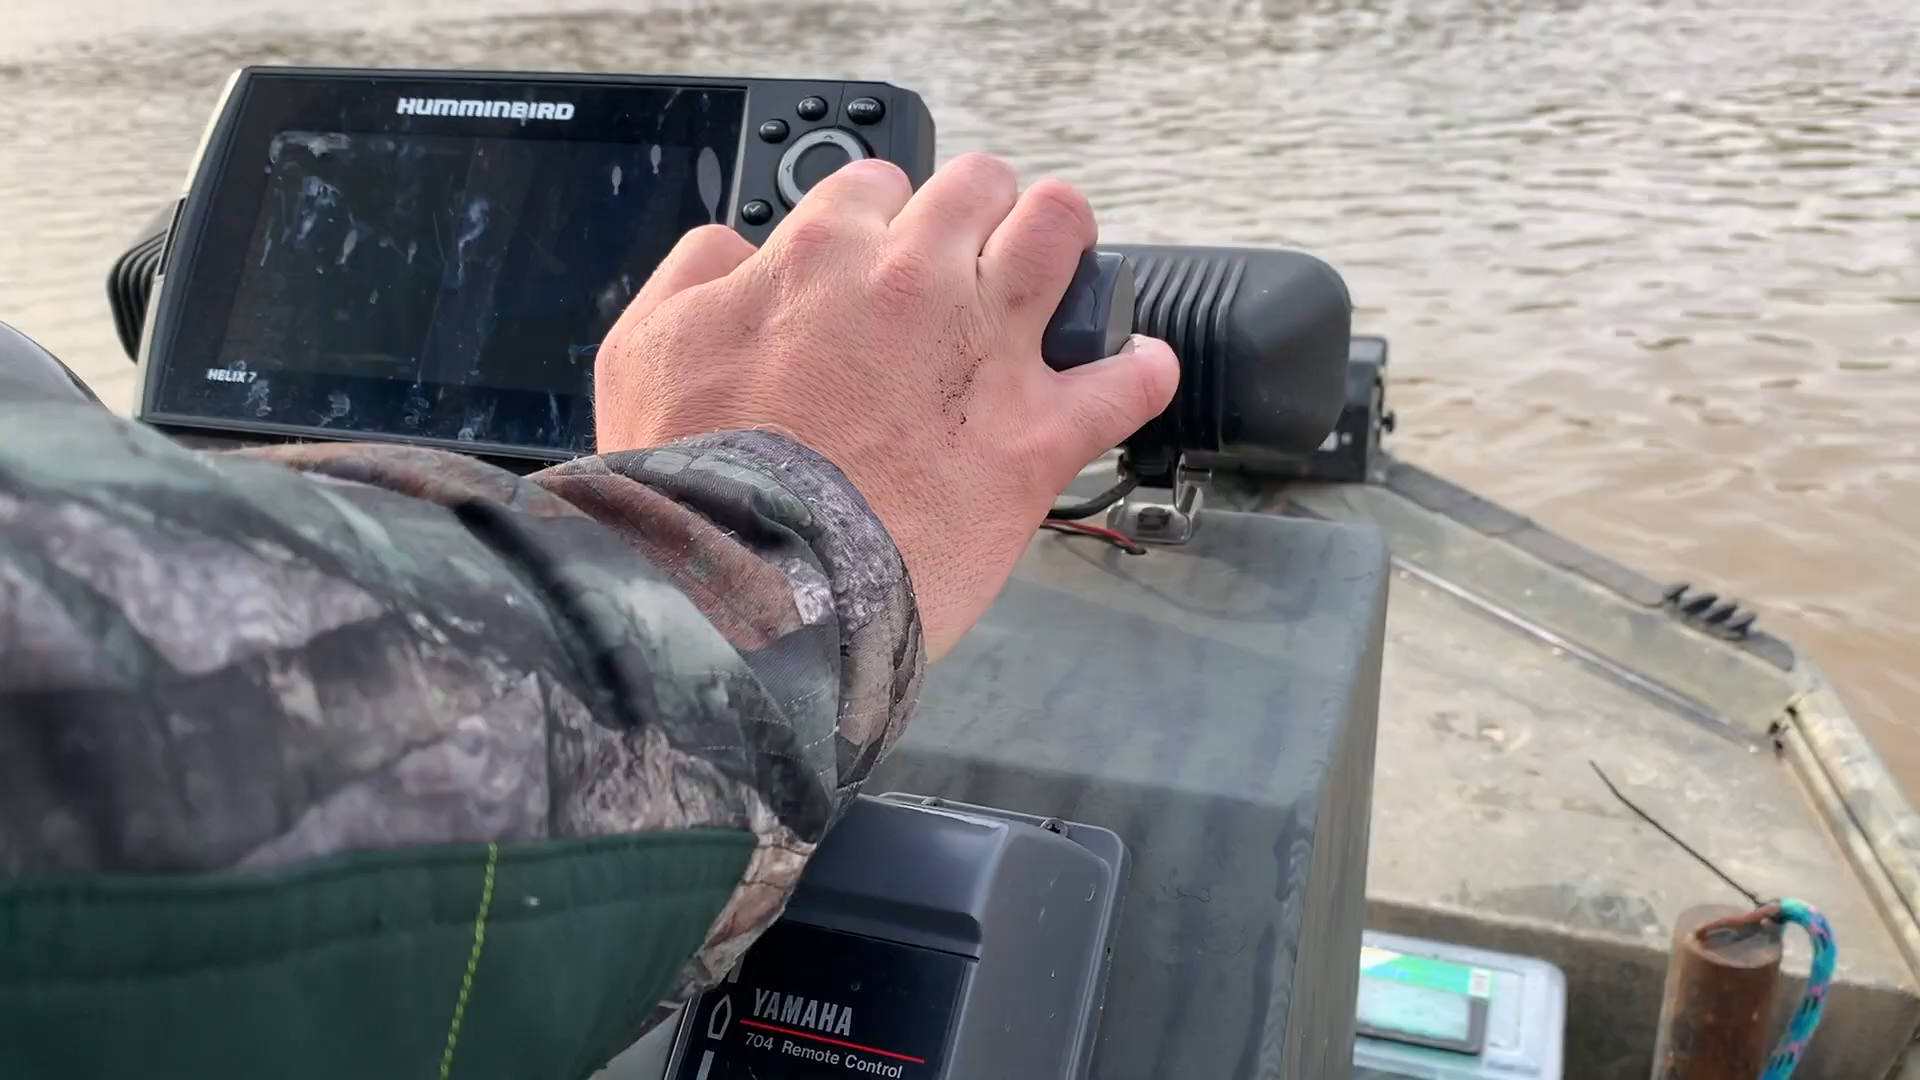 HUMMINBIRD
VIEW
HELIX 7
YAMAHA
704 Remote Control